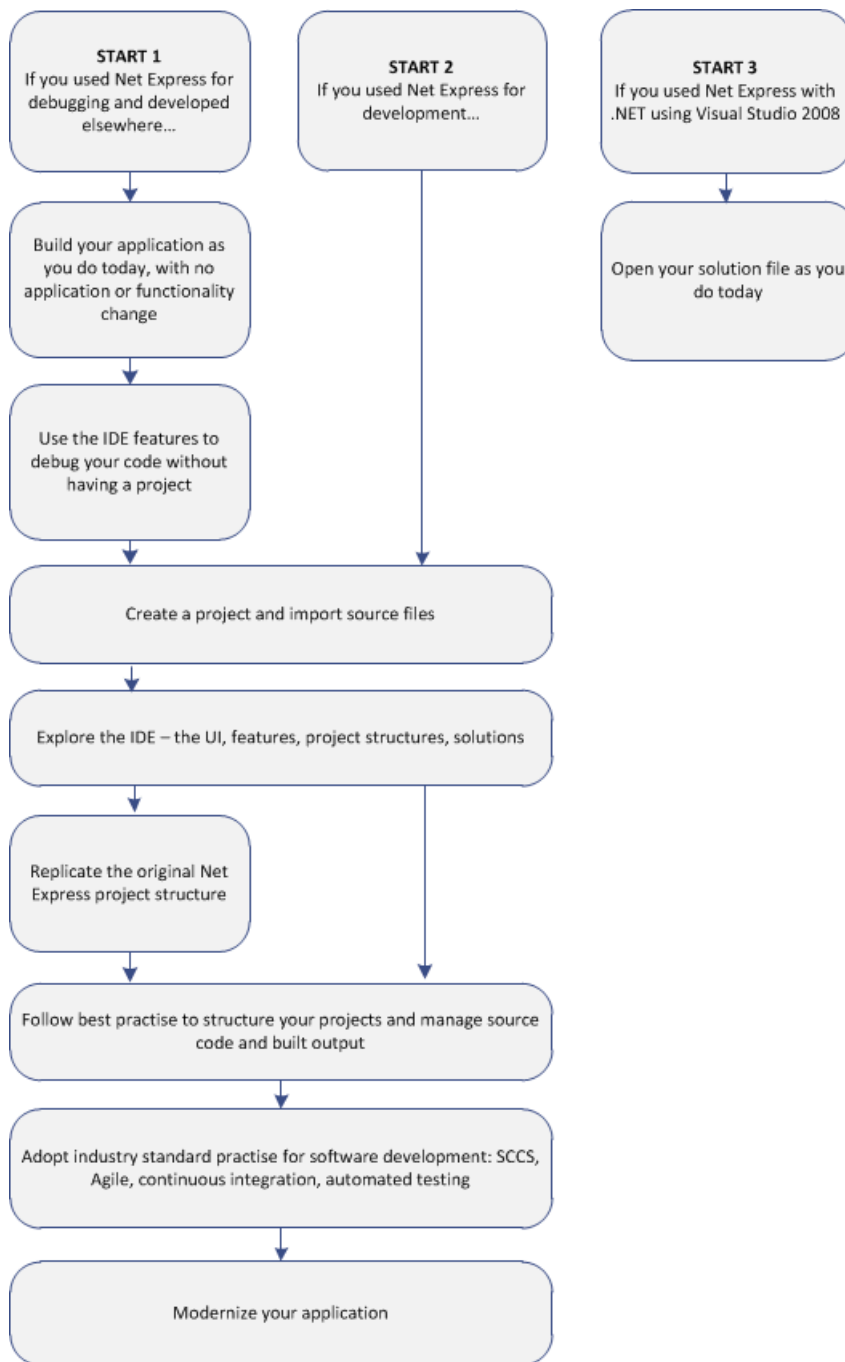 START 1
If you used Net Express for
debugging and developed
elsewhere...
START 2
If you used Net Express for
development...
START 3
If you used Net Express with
.NET using Visual Studio 2008
Build your application as
you do today, with no
application or functionality
change
Open your solution file as you
do today
Use the IDE features to
debug your code without
having a project
Create a project and import source files
Explore the IDE – the UI, features, project structures, solutions
Replicate the original Net
Express project structure
Follow best practise to structure your projects and manage source
code and built output
Adopt industry standard practise for software development: SCCS,
Agile, continuous integration, automated testing
Modernize your application